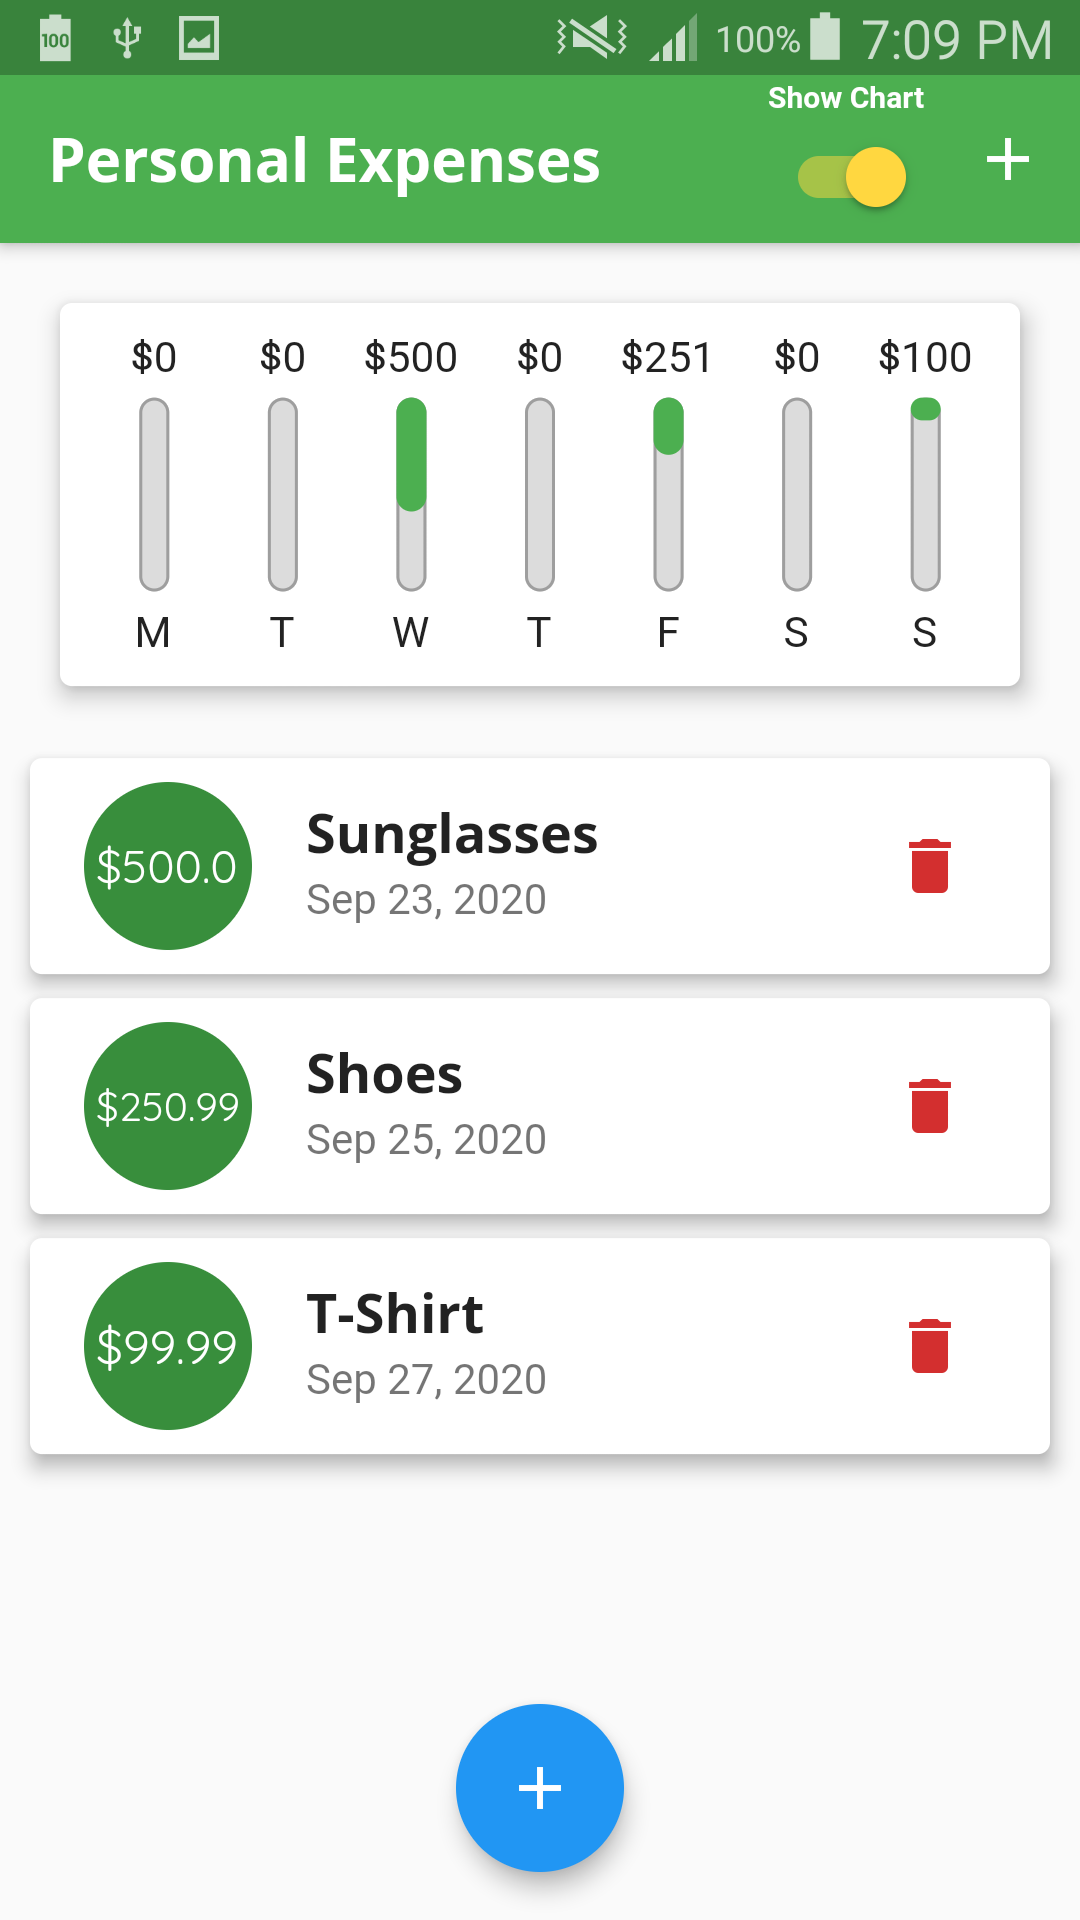 100 100% 7:09 PM
Show Chart
Personal Expenses
$0 $0 $500 $0 $251 $0 $100
M T W T F S S
$500.0 Sunglasses
Sep 23, 2020
$250.99 Shoes
Sep 25, 2020
$99.99 T-Shirt
Sep 27, 2020